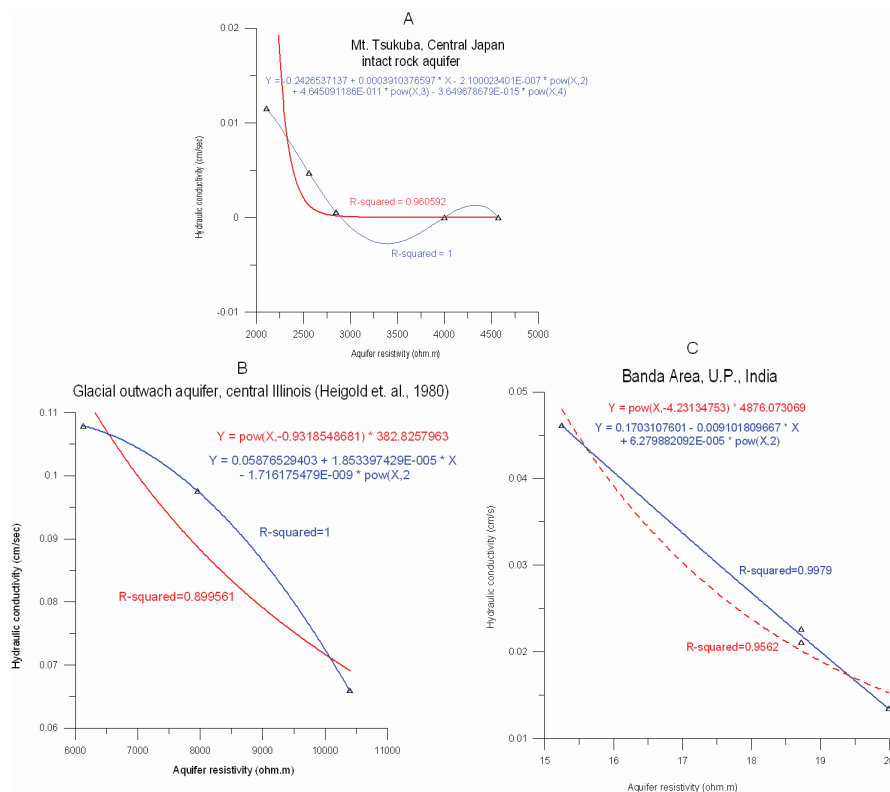 A
Mt. Tsukuba, Central Japan
intact rock aquifer
Y = -0.2426537137 + 0.0003910376597 * X - 2.100023401E-007 * pow(X,2)
+ 4.645091186E-011 * pow(X,3) - 3.649678679E-015 * pow(X,4)
0.02
0.01
0
-0.01
Hydraulic conductivity (cm/sec)
R-squared = 0.960592
R-squared = 1
2000 2500 3000 3500 4000 4500 5000
Aquifer resistivity (ohm.m)
B
Glacial outwach aquifer, central Illinois (Heigold et. al., 1980)
0.11
0.1
0.09
0.08
0.07
0.06
Hydraulic conductivity (cm/sec)
Y = pow(X,-0.9318548681) * 382.8257963
Y = 0.05876529403 + 1.853397429E-005 * X
- 1.716175479E-009 * pow(X,2
R-squared=1
R-squared=0.899561
6000 7000 8000 9000 10000 11000
Aquifer resistivity (ohm.m)
C
Banda Area, U.P., India
0.05
0.04
0.03
0.02
0.01
Hydraulic conductivity (cm/s)
Y = pow(X,-4.23134753) * 4876.073069
Y = 0.1703107601 - 0.009101809667 * X
+ 6.279882092E-005 * pow(X,2)
R-squared=0.9979
R-squared=0.9562
15 16 17 18 19 20
Aquifer resistivity (ohm.m)